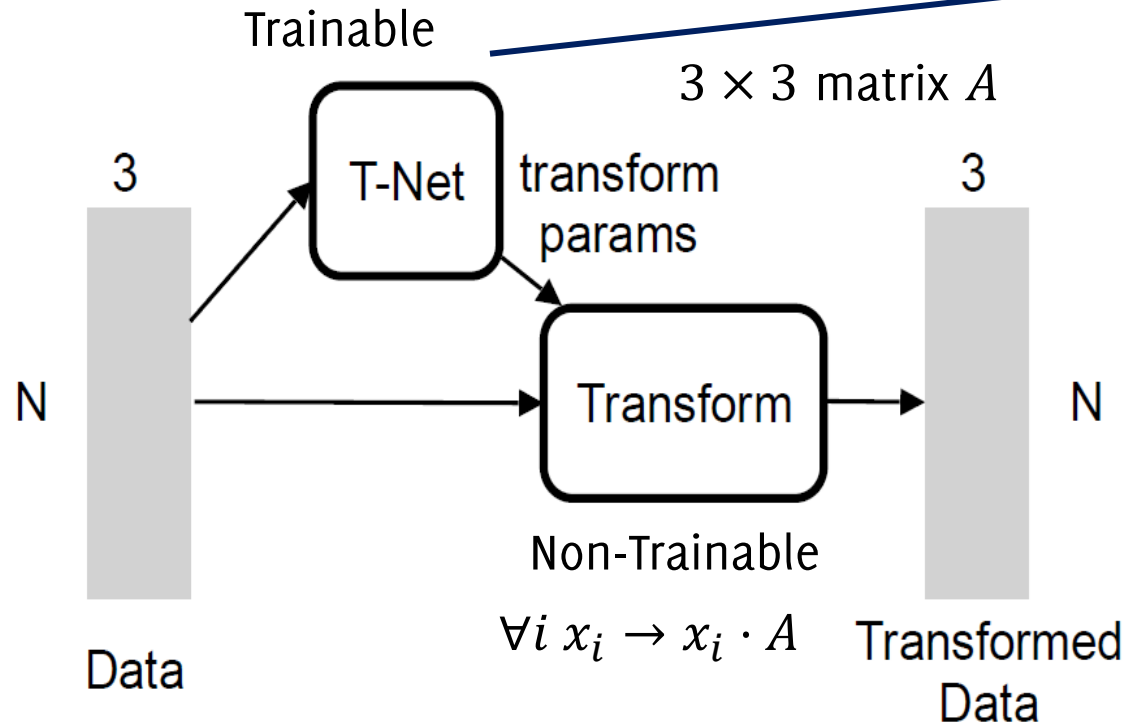 Trainable
3 × 3 matrix A
3
T-Net
transform
params
3
N
Transform
N
Non-Trainable
∀i xᵢ → xᵢ · A
Data
Transformed
Data